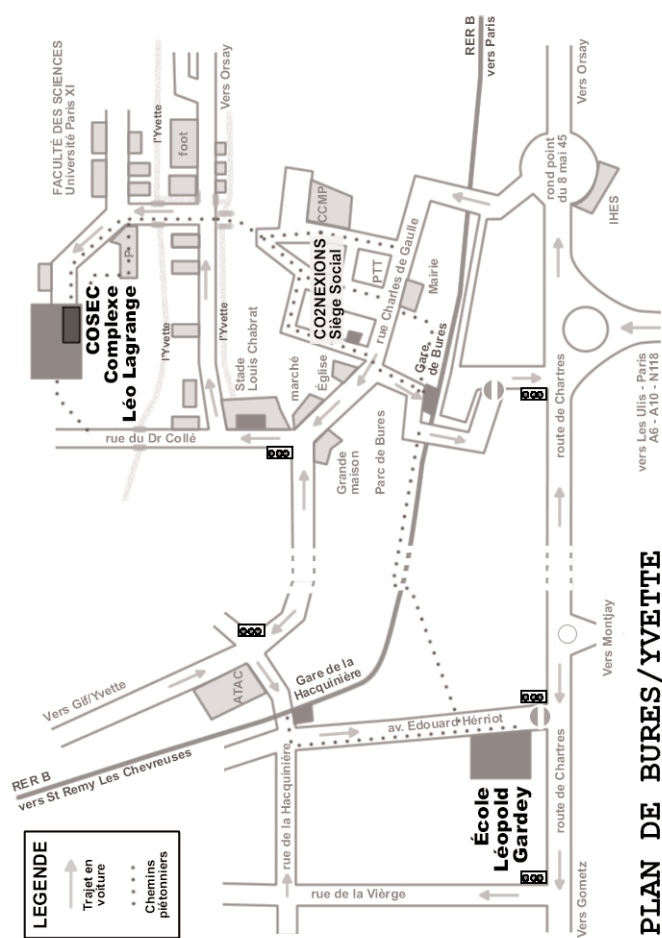 PLAN DE BURES/YVETTE
LEGENDE
Trajet en
voiture
Chemins
piétonniers
RER B
vers St Remy Les Chevreuses
Vers Gif/Yvette
ATAC
Gare de la
Hacquinière
rue de la Hacquinière
av. Edouard Hérriot
École
Léopold
Gardey
rue de la Vièrge
Vers Gometz
route de Chartres
Vers Montjay
FACULTÉ DES SCIENCES
Université Paris XI
l'Yvette
foot
Vers Orsay
P
COSEC
Complexe
Léo Lagrange
l'Yvette
l'Yvette
rue du Dr Collé
Stade
Louis Chabrat
marché
Église
Grande
maison
Parc de Bures
CO2NEXIONS
Siège Social
CCMP
PTT
Mairie
rue Charles de Gaulle
Gare
de Bures
RER B
vers Paris
Vers Orsay
rond point
du 8 mai 45
IHES
route de Chartres
vers Les Ulis - Paris
A6 - A10 - N118